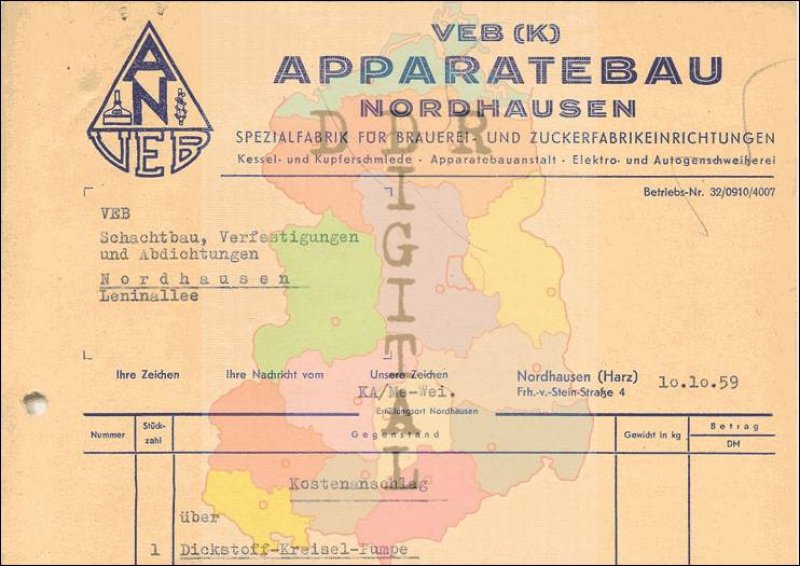 A
N
VEB
VEB (K)
APPARATEBAU
NORDHAUSEN
SPEZIALFABRIK FÜR BRAUEREI- UND ZUCKERFABRIKEINRICHTUNGEN
Kessel- und Kupferschmiede · Apparatebauanstalt · Elektro- und Autogenschweißerei
Betriebs-Nr. 32/0910/4007
DDR
DIGITAL
VEB
Schachtbau, Verfestigungen
und Abdichtungen
Nordhausen
Leninallee
Ihre Zeichen Ihre Nachricht vom Unsere Zeichen Nordhausen (Harz) 10.10.59
KA/Me-Wei. Frh.-v.-Stein-Straße 4
Erfüllungsort Nordhausen
Nummer Stück-zahl Gegenstand Gewicht in kg Betrag
DM
Kostenanschlag
über
1 Dickstoff-Kreisel-Pumpe